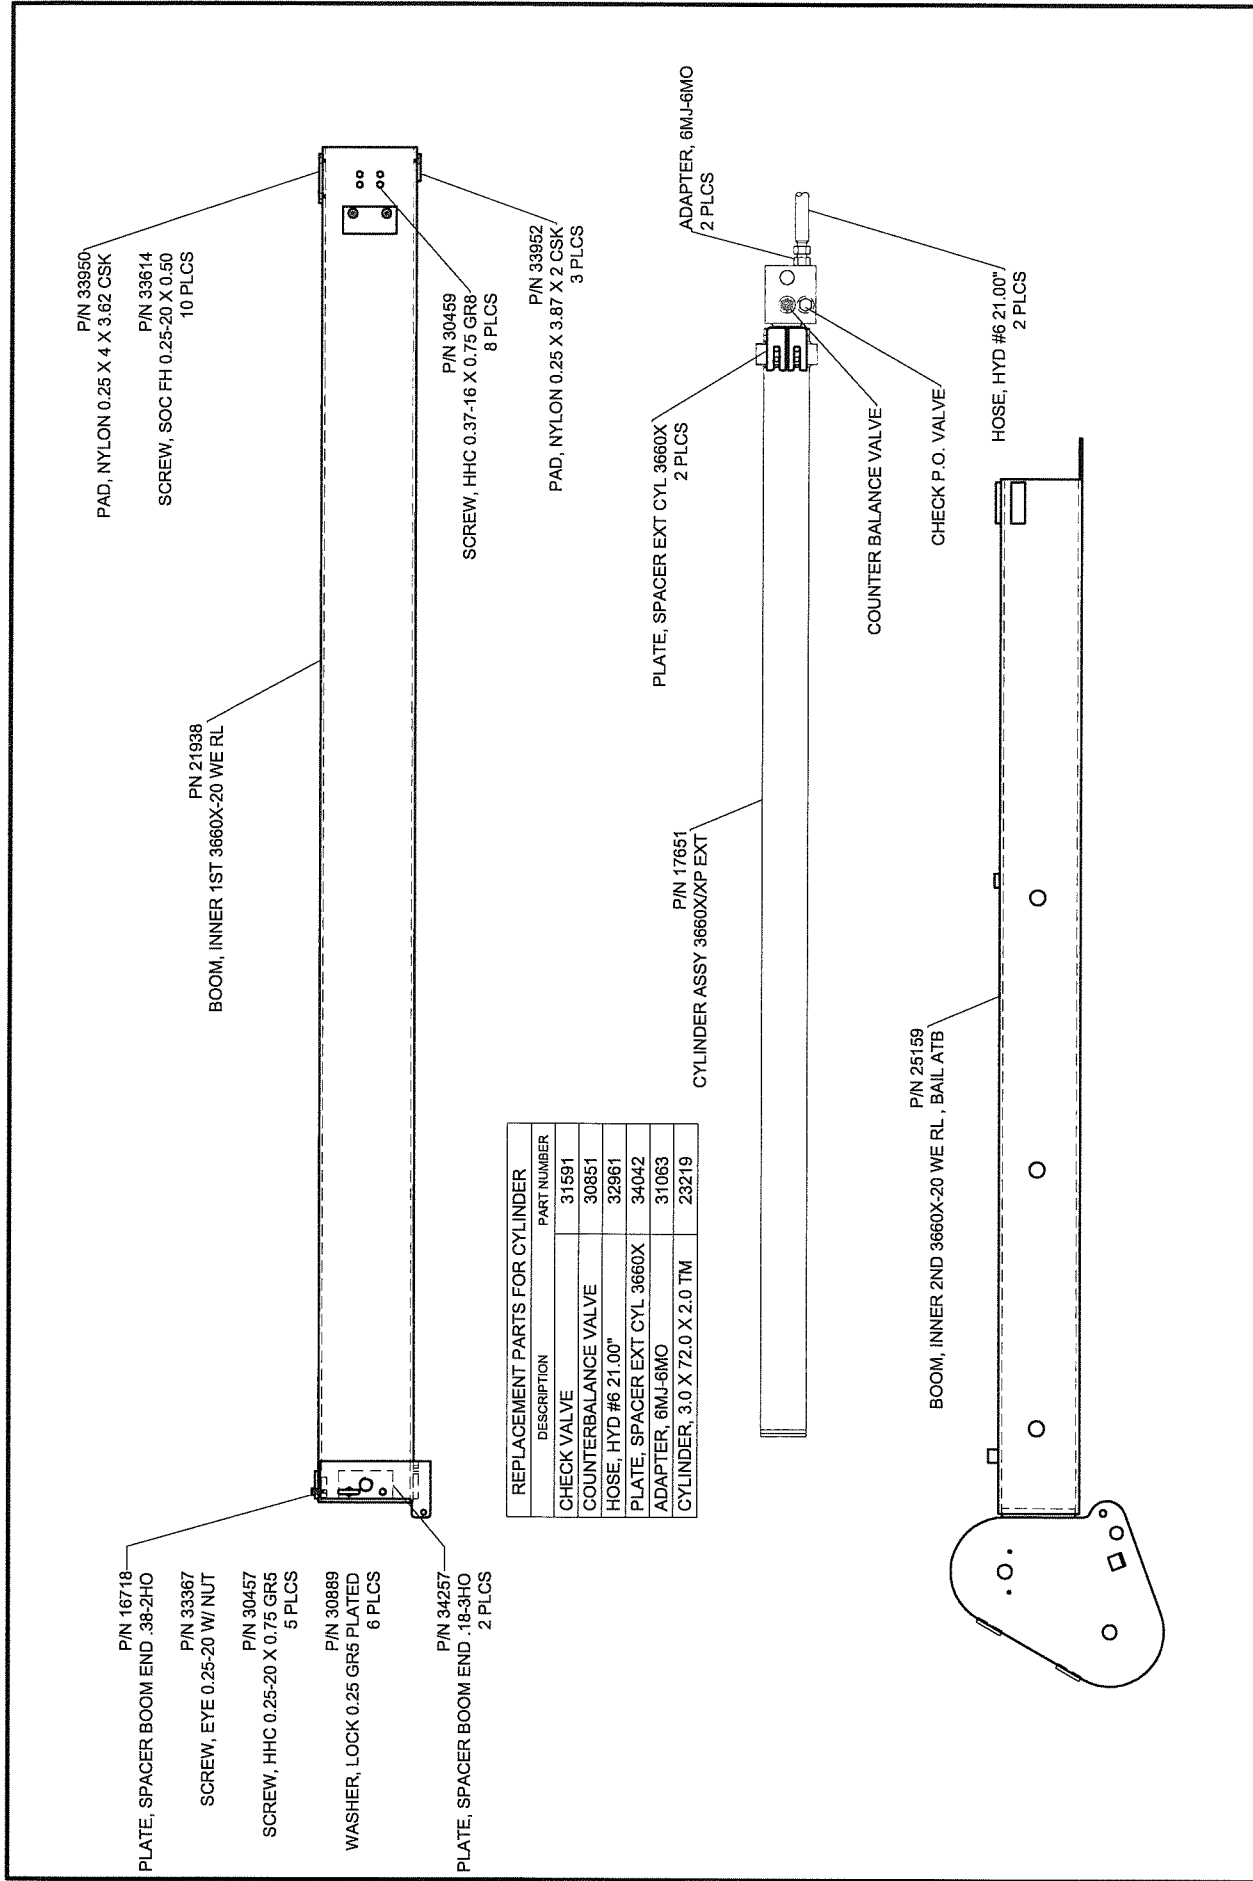 P/N 16718
PLATE, SPACER BOOM END .38-2HO
P/N 33367
SCREW, EYE 0.25-20 W/ NUT
P/N 30457
SCREW, HHC 0.25-20 X 0.75 GR5
5 PLCS
P/N 30889
WASHER, LOCK 0.25 GR5 PLATED
6 PLCS
P/N 34257
PLATE, SPACER BOOM END .18-3HO
2 PLCS
PN 21938
BOOM, INNER 1ST 3660X-20 WE RL
P/N 33950
PAD, NYLON 0.25 X 4 X 3.62 CSK
P/N 33614
SCREW, SOC FH 0.25-20 X 0.50
10 PLCS
P/N 30459
SCREW, HHC 0.37-16 X 0.75 GR8
8 PLCS
P/N 33952
PAD, NYLON 0.25 X 3.87 X 2 CSK
3 PLCS
REPLACEMENT PARTS FOR CYLINDER
DESCRIPTION PART NUMBER
CHECK VALVE 31591
COUNTERBALANCE VALVE 30851
HOSE, HYD #6 21.00" 32961
PLATE, SPACER EXT CYL 3660X 34042
ADAPTER, 6MJ-6MO 31063
CYLINDER, 3.0 X 72.0 X 2.0 TM 23219
P/N 17651
CYLINDER ASSY 3660X/XP EXT
PLATE, SPACER EXT CYL 3660X
2 PLCS
ADAPTER, 6MJ-6MO
2 PLCS
COUNTER BALANCE VALVE
CHECK P.O. VALVE
HOSE, HYD #6 21.00"
2 PLCS
P/N 25159
BOOM, INNER 2ND 3660X-20 WE RL , BAIL ATB